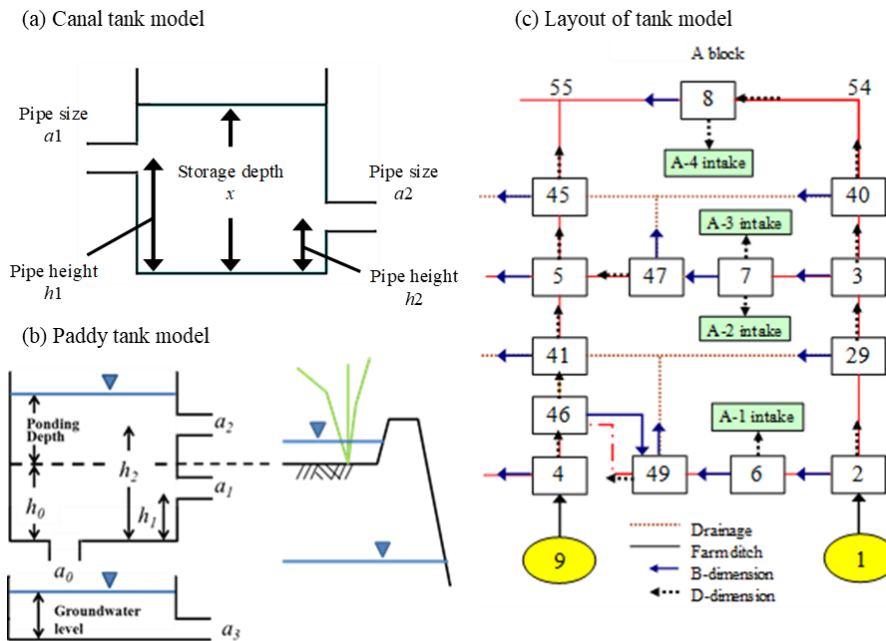 (a) Canal tank model
Pipe size
a1
Storage depth
x
Pipe size
a2
Pipe height
h1
Pipe height
h2
(b) Paddy tank model
Ponding
Depth
h0
h2
h1
a2
a1
a0
Groundwater
level
a3
(c) Layout of tank model
A block
55
54
8
A-4 intake
45
40
A-3 intake
5
47
7
3
A-2 intake
41
29
46
A-1 intake
4
49
6
2
9
1
Drainage
Farm ditch
B-dimension
D-dimension